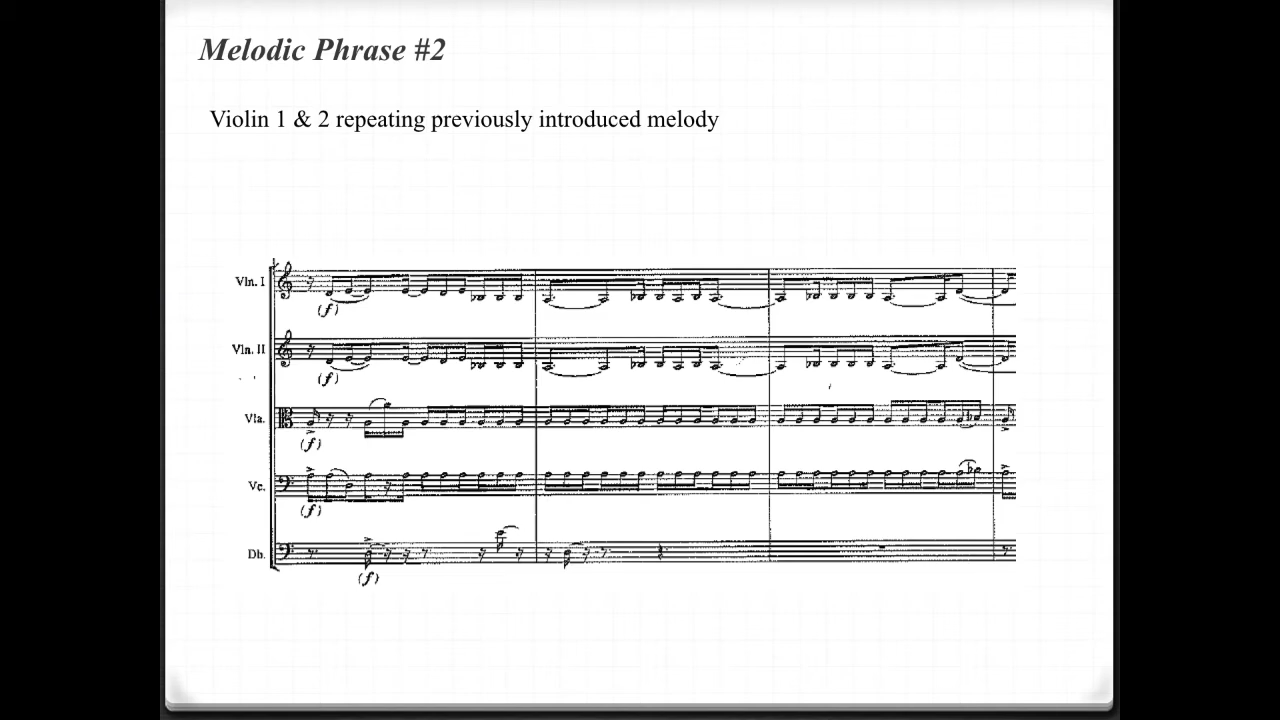 Melodic Phrase #2
Violin 1 & 2 repeating previously introduced melody
Vln. I
(f)
Vln. II
(f)
Vla.
(f)
Vc.
(f)
Db.
(f)